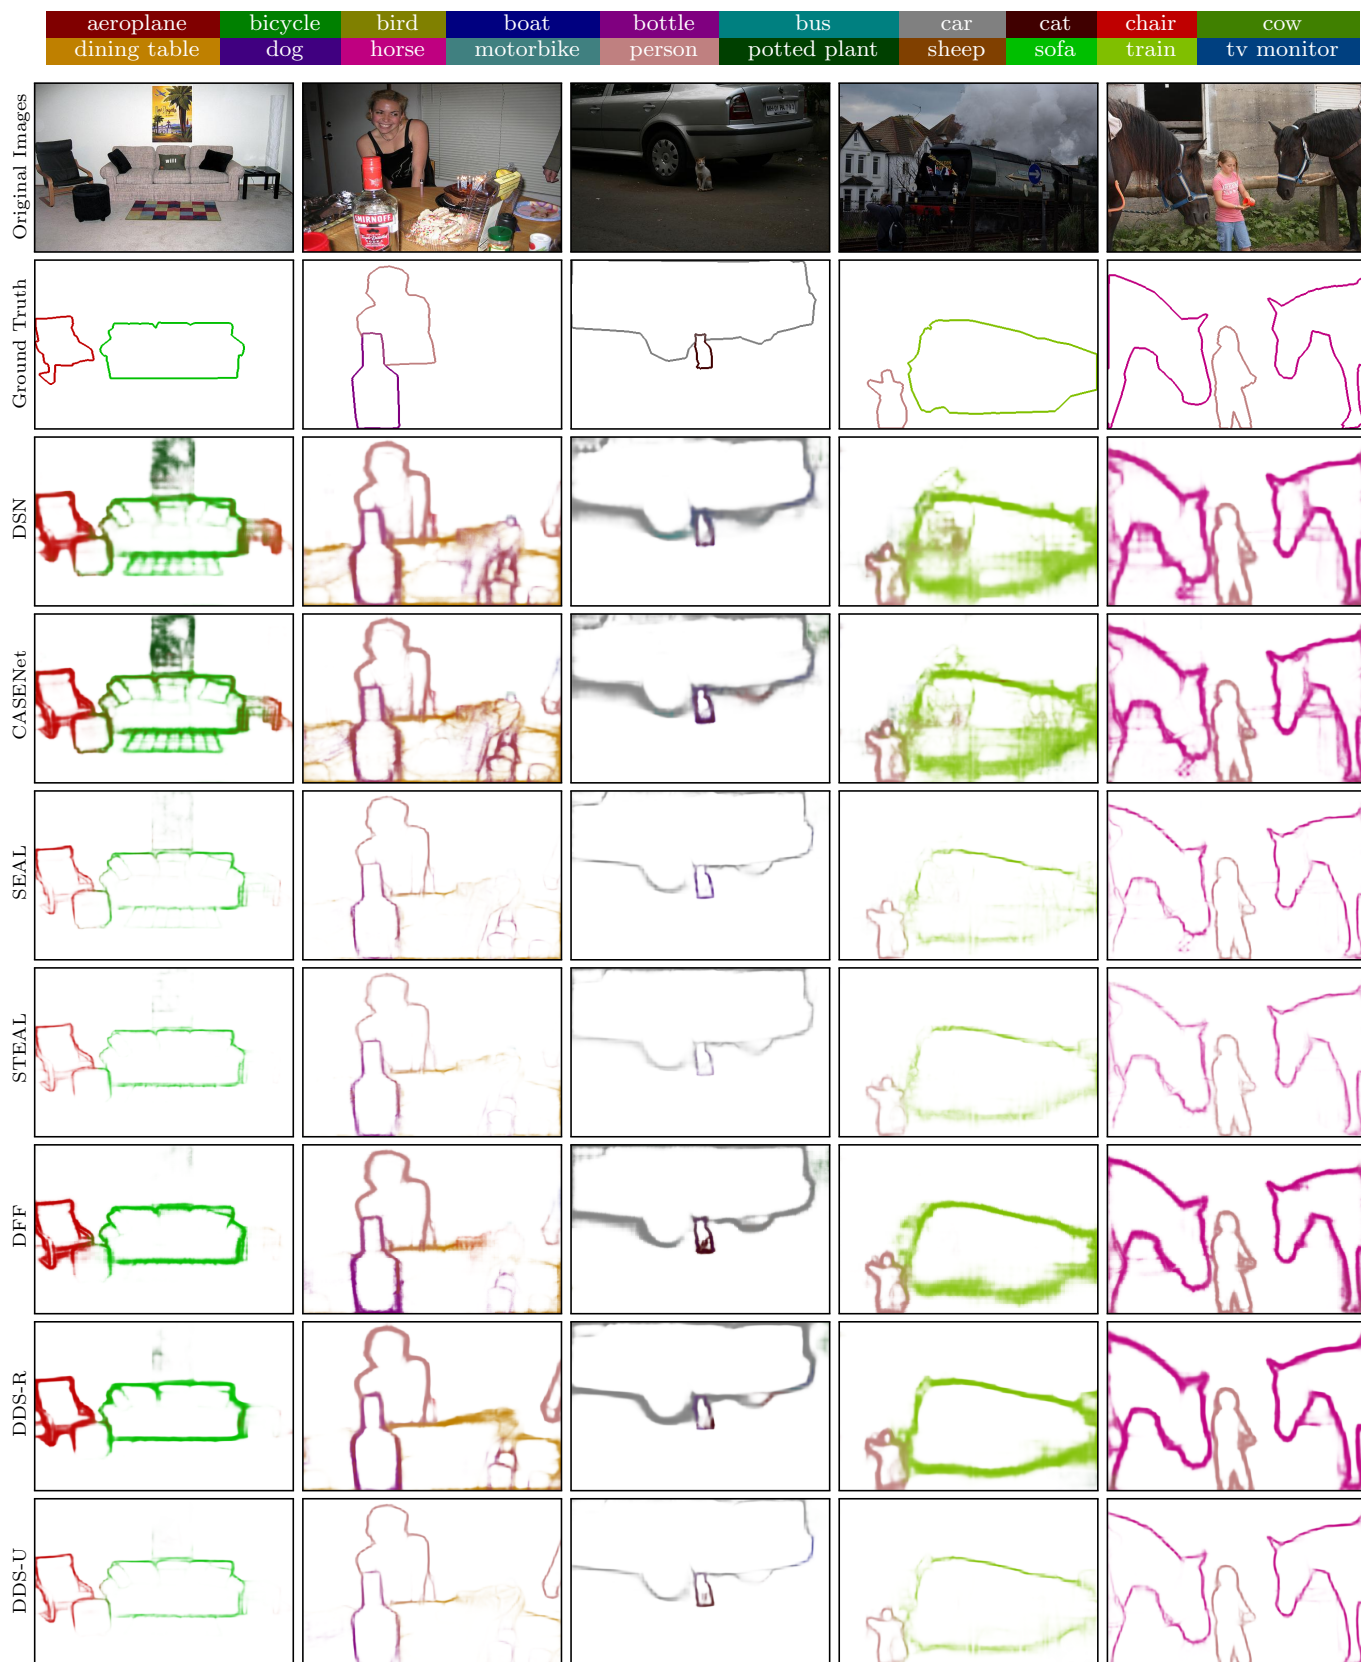 aeroplane bicycle bird boat bottle bus car cat chair cow
dining table dog horse motorbike person potted plant sheep sofa train tv monitor
Original Images
will
SMIRNOFF
Ground Truth
DSN
CASENet
SEAL
STEAL
DFF
DDS-R
DDS-U